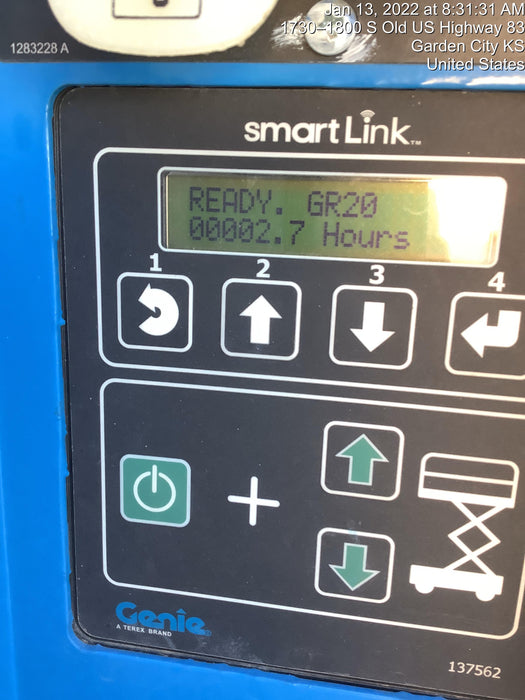 Jan 13, 2022 at 8:31:31 AM
1730–1800 S Old US Highway 83
Garden City KS
United States
1283228 A
smartLink™
READY. GR20
00002.7 Hours
1 2 3 4
+
Genie
A TEREX BRAND
137562